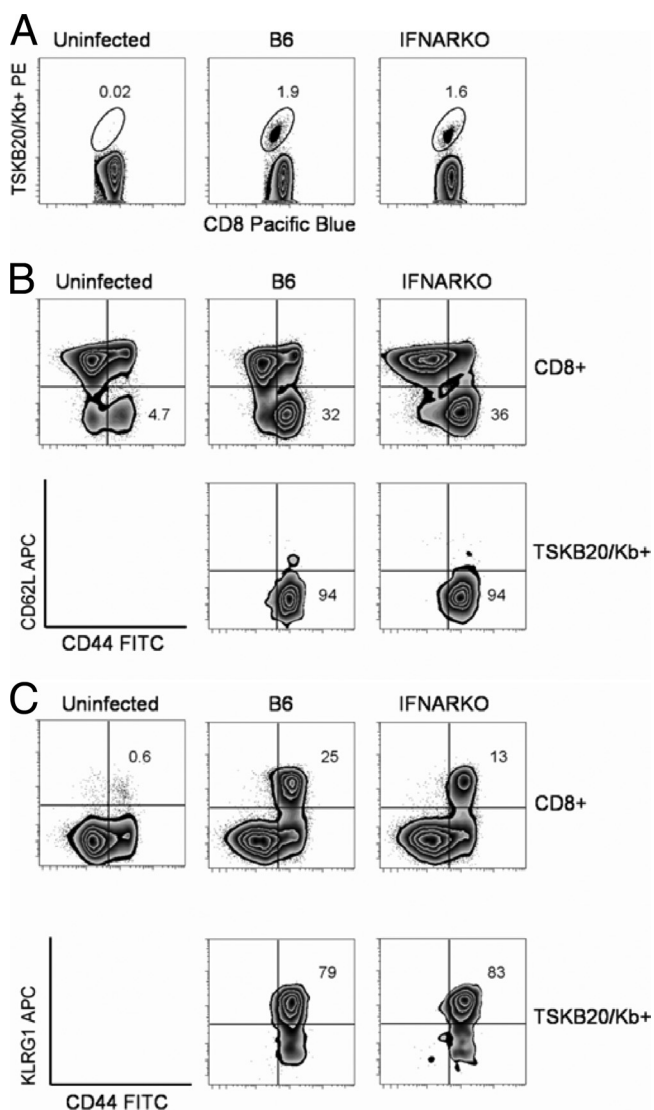 A
Uninfected B6 IFNARKO
TSKB20/Kb+ PE
0.02 1.9 1.6
CD8 Pacific Blue
B
Uninfected B6 IFNARKO
CD8+
4.7 32 36
CD62L APC
TSKB20/Kb+
94 94
CD44 FITC
C
Uninfected B6 IFNARKO
0.6 25 13
CD8+
KLRG1 APC
79 83
TSKB20/Kb+
CD44 FITC